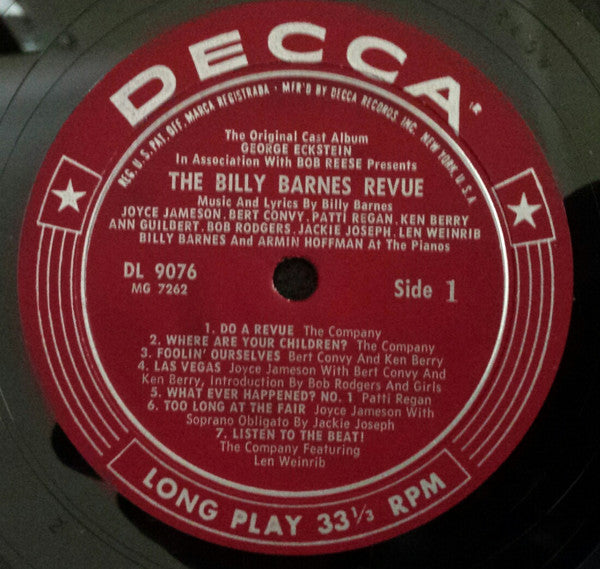 DECCA®
REG. U.S. PAT. OFF. MARCA REGISTRADA · MFR'D BY DECCA RECORDS INC. NEW YORK, U.S.A
The Original Cast Album
GEORGE ECKSTEIN
In Association With BOB REESE Presents
THE BILLY BARNES REVUE
Music And Lyrics By Billy Barnes
JOYCE JAMESON, BERT CONVY, PATTI REGAN, KEN BERRY
ANN GUILBERT, BOB RODGERS, JACKIE JOSEPH, LEN WEINRIB
BILLY BARNES And ARMIN HOFFMAN At The Pianos
DL 9076
MG 7262
Side 1
1. DO A REVUE The Company
2. WHERE ARE YOUR CHILDREN? The Company
3. FOOLIN' OURSELVES Bert Convy And Ken Berry
4. LAS VEGAS Joyce Jameson With Bert Convy And
Ken Berry, Introduction By Bob Rodgers And Girls
5. WHAT EVER HAPPENED? NO. 1 Patti Regan
6. TOO LONG AT THE FAIR Joyce Jameson With
Soprano Obligato By Jackie Joseph
7. LISTEN TO THE BEAT!
The Company Featuring
Len Weinrib
LONG PLAY 33⅓ RPM